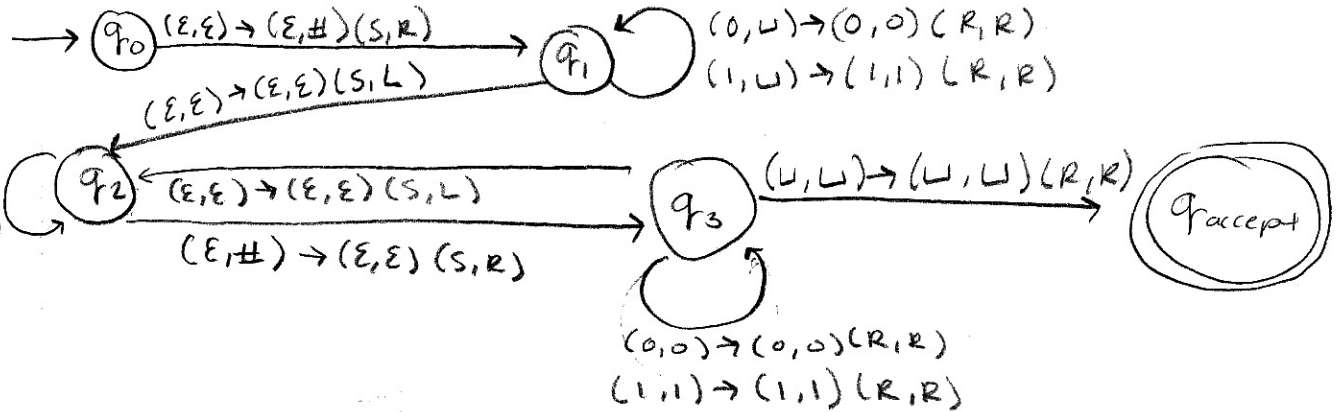 q0 (ε,ε)→(ε,#)(S,R) q1 (0,⊔)→(0,0)(R,R)
(1,⊔)→(1,1)(R,R)
(ε,ε)→(ε,ε)(S,L)
q2 (ε,ε)→(ε,ε)(S,L) q3 (⊔,⊔)→(⊔,⊔)(R,R) qaccept
(ε,#)→(ε,ε)(S,R)
(0,0)→(0,0)(R,R)
(1,1)→(1,1)(R,R)